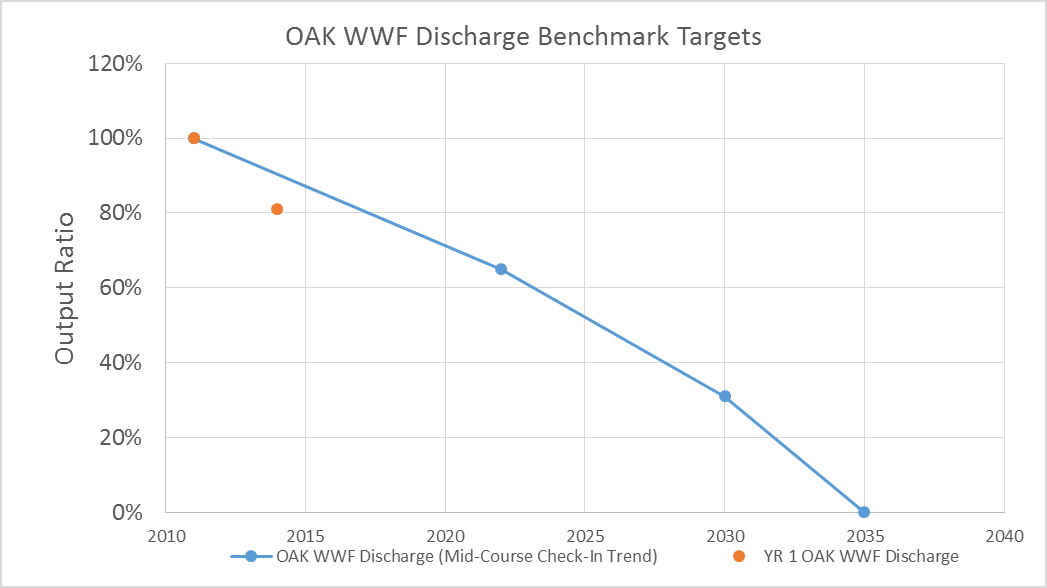 OAK WWF Discharge Benchmark Targets
120%
100%
80%
60%
40%
20%
0%
Output Ratio
2010 2015 2020 2025 2030 2035 2040
OAK WWF Discharge (Mid-Course Check-In Trend) YR 1 OAK WWF Discharge